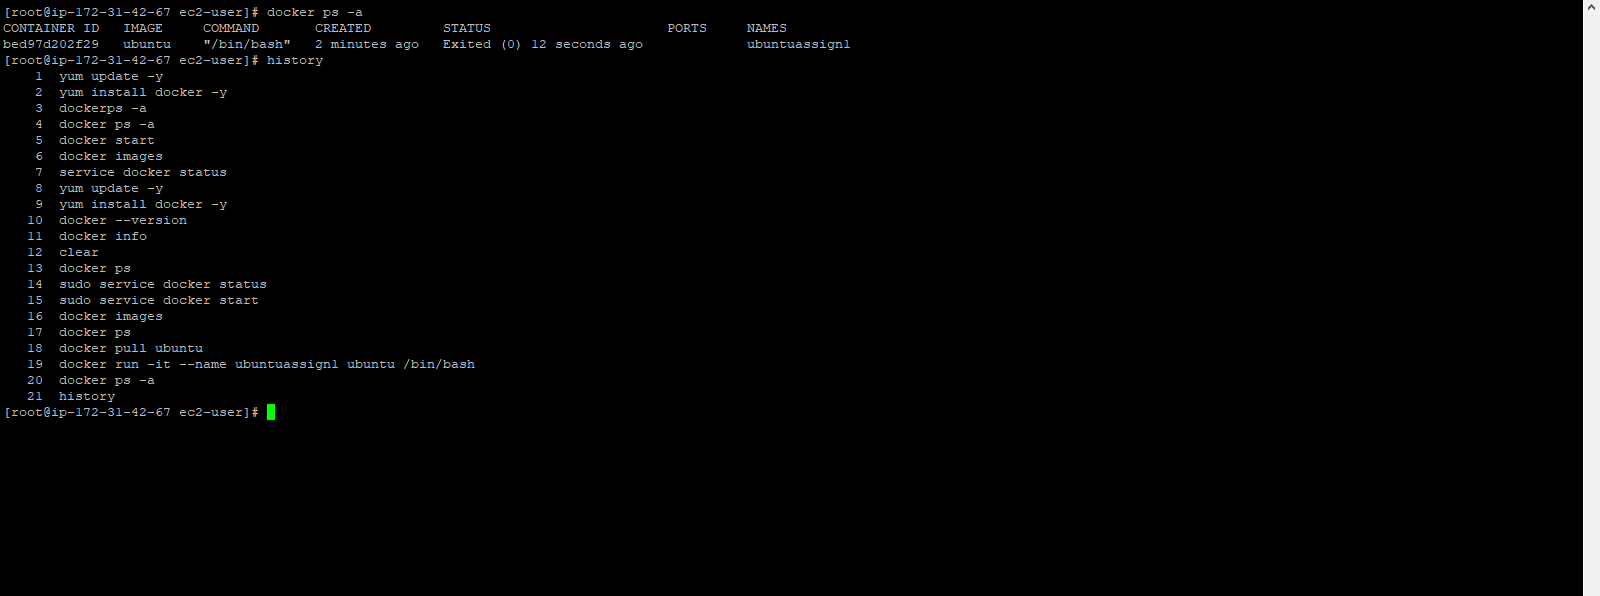 [root@ip-172-31-42-67 ec2-user]# docker ps -a
CONTAINER ID   IMAGE     COMMAND       CREATED         STATUS                      PORTS     NAMES
bed97d202f29   ubuntu    "/bin/bash"   2 minutes ago   Exited (0) 12 seconds ago             ubuntuassign1
[root@ip-172-31-42-67 ec2-user]# history
    1  yum update -y
    2  yum install docker -y
    3  dockerps -a
    4  docker ps -a
    5  docker start
    6  docker images
    7  service docker status
    8  yum update -y
    9  yum install docker -y
   10  docker --version
   11  docker info
   12  clear
   13  docker ps
   14  sudo service docker status
   15  sudo service docker start
   16  docker images
   17  docker ps
   18  docker pull ubuntu
   19  docker run -it --name ubuntuassign1 ubuntu /bin/bash
   20  docker ps -a
   21  history
[root@ip-172-31-42-67 ec2-user]#